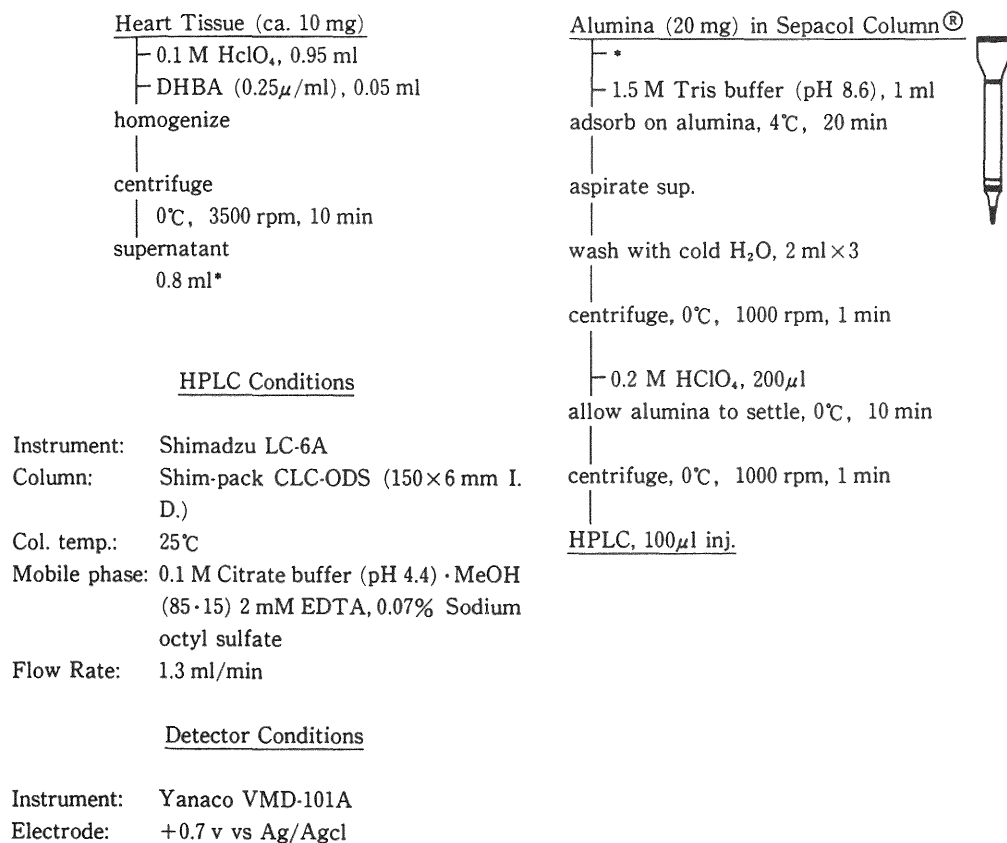 Heart Tissue (ca. 10 mg)
0.1 M HclO₄, 0.95 ml
DHBA (0.25μ/ml), 0.05 ml
homogenize
centrifuge
0℃, 3500 rpm, 10 min
supernatant
0.8 ml*
Alumina (20 mg) in Sepacol Column®
*
1.5 M Tris buffer (pH 8.6), 1 ml
adsorb on alumina, 4℃, 20 min
aspirate sup.
wash with cold H₂O, 2 ml×3
centrifuge, 0℃, 1000 rpm, 1 min
0.2 M HClO₄, 200μl
allow alumina to settle, 0℃, 10 min
centrifuge, 0℃, 1000 rpm, 1 min
HPLC, 100μl inj.
HPLC Conditions
Instrument: Shimadzu LC-6A
Column: Shim-pack CLC-ODS (150×6 mm I.
D.)
Col. temp.: 25℃
Mobile phase: 0.1 M Citrate buffer (pH 4.4)・MeOH
(85・15) 2 mM EDTA, 0.07% Sodium
octyl sulfate
Flow Rate: 1.3 ml/min
Detector Conditions
Instrument: Yanaco VMD-101A
Electrode: +0.7 v vs Ag/Agcl